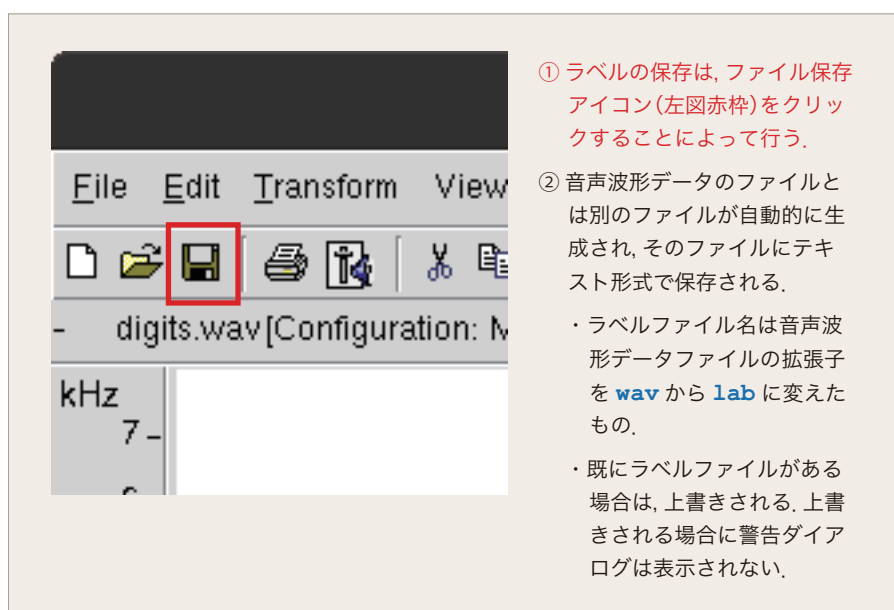 File Edit Transform View
digits.wav[Configuration:
kHz
7
① ラベルの保存は, ファイル保存
アイコン(左図赤枠)をクリッ
クすることによって行う.
② 音声波形データのファイルと
は別のファイルが自動的に生
成され, そのファイルにテキ
スト形式で保存される.
・ラベルファイル名は音声波
形データファイルの拡張子
を wav から lab に変えた
もの.
・既にラベルファイルがある
場合は, 上書きされる. 上書
きされる場合に警告ダイア
ログは表示されない.